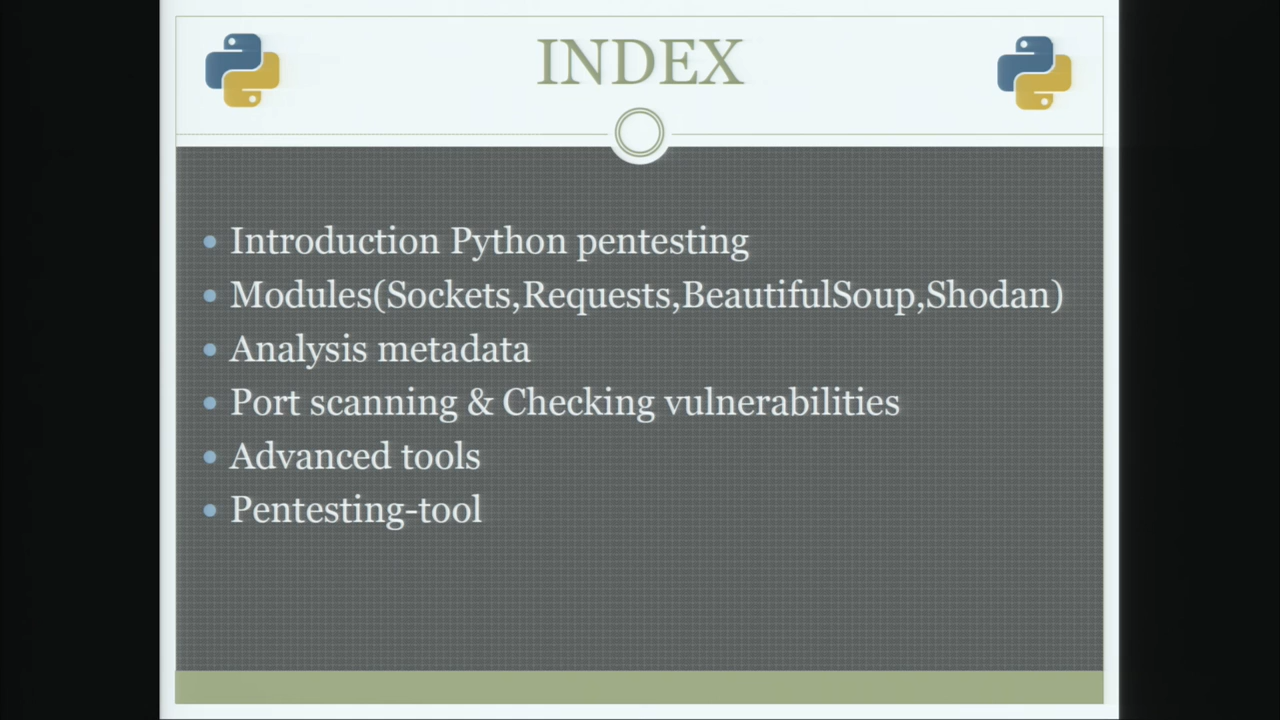 INDEX
Introduction Python pentesting
Modules(Sockets,Requests,BeautifulSoup,Shodan)
Analysis metadata
Port scanning & Checking vulnerabilities
Advanced tools
Pentesting-tool